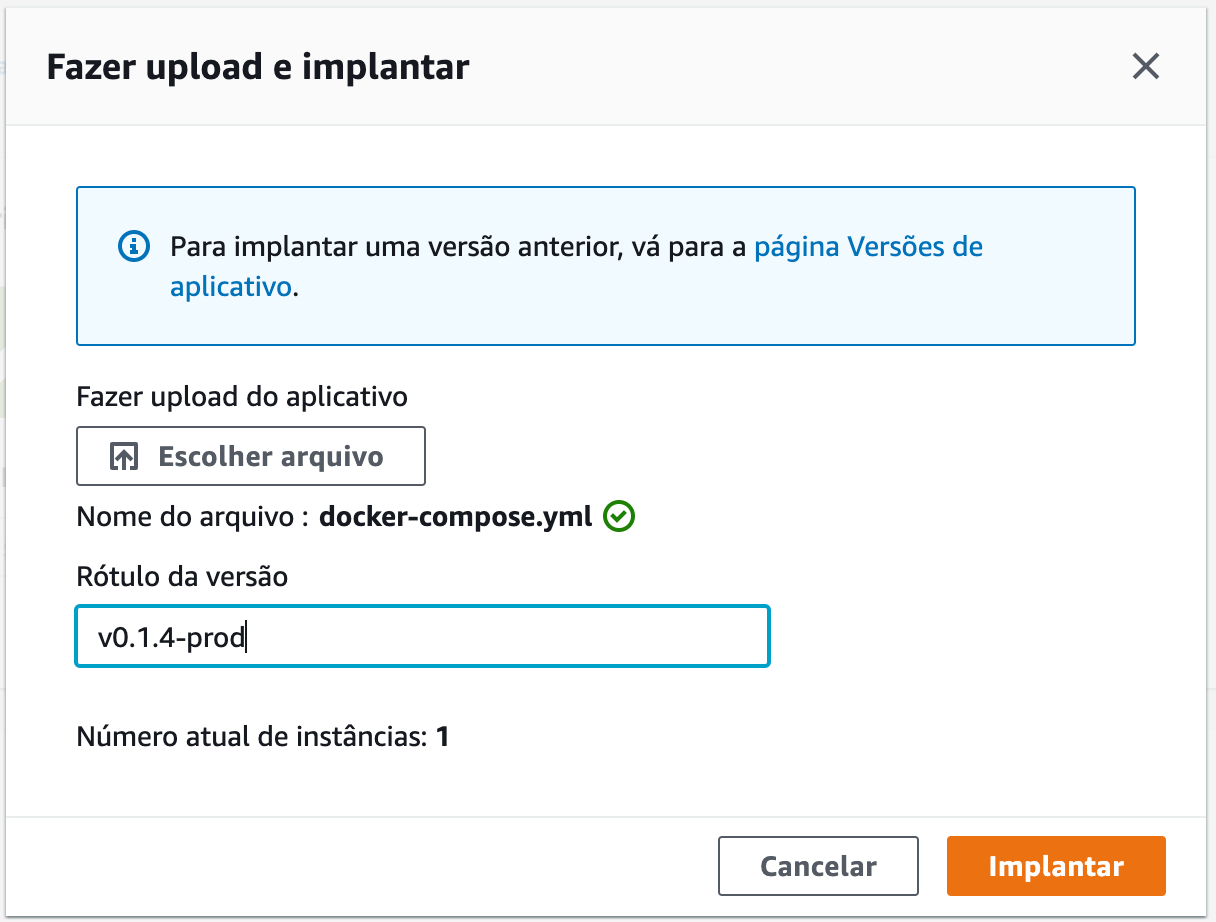 Fazer upload e implantar
Para implantar uma versão anterior, vá para a página Versões de
aplicativo.
Fazer upload do aplicativo
Escolher arquivo
Nome do arquivo : docker-compose.yml
Rótulo da versão
v0.1.4-prod
Número atual de instâncias: 1
Cancelar
Implantar